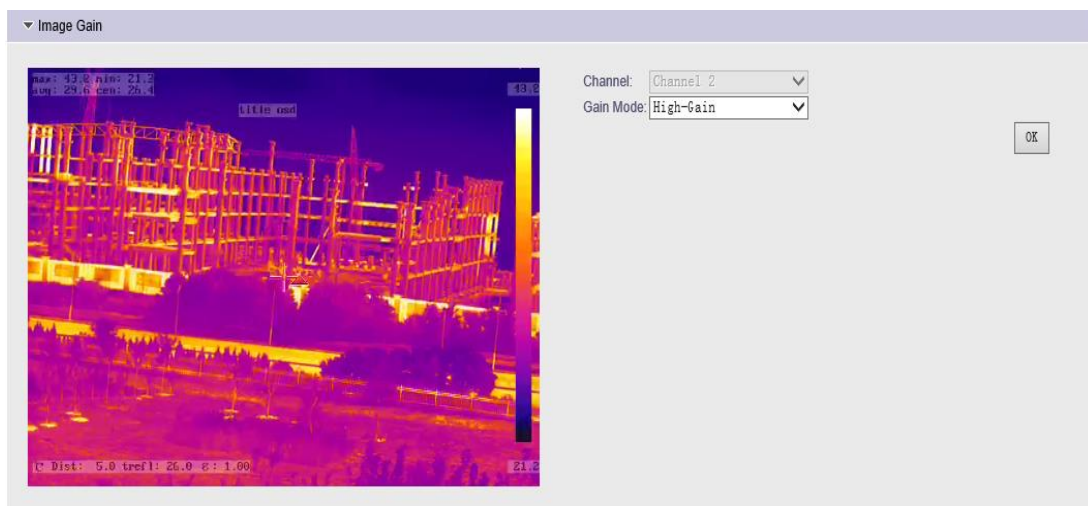 Image Gain
max: 43.2 min: 21.2
avg: 29.6 cen: 26.4
43.2
title osd
℃ Dist: 5.0 trefl: 26.0 ε: 1.00
21.2
Channel: Channel 2
Gain Mode: High-Gain
OK